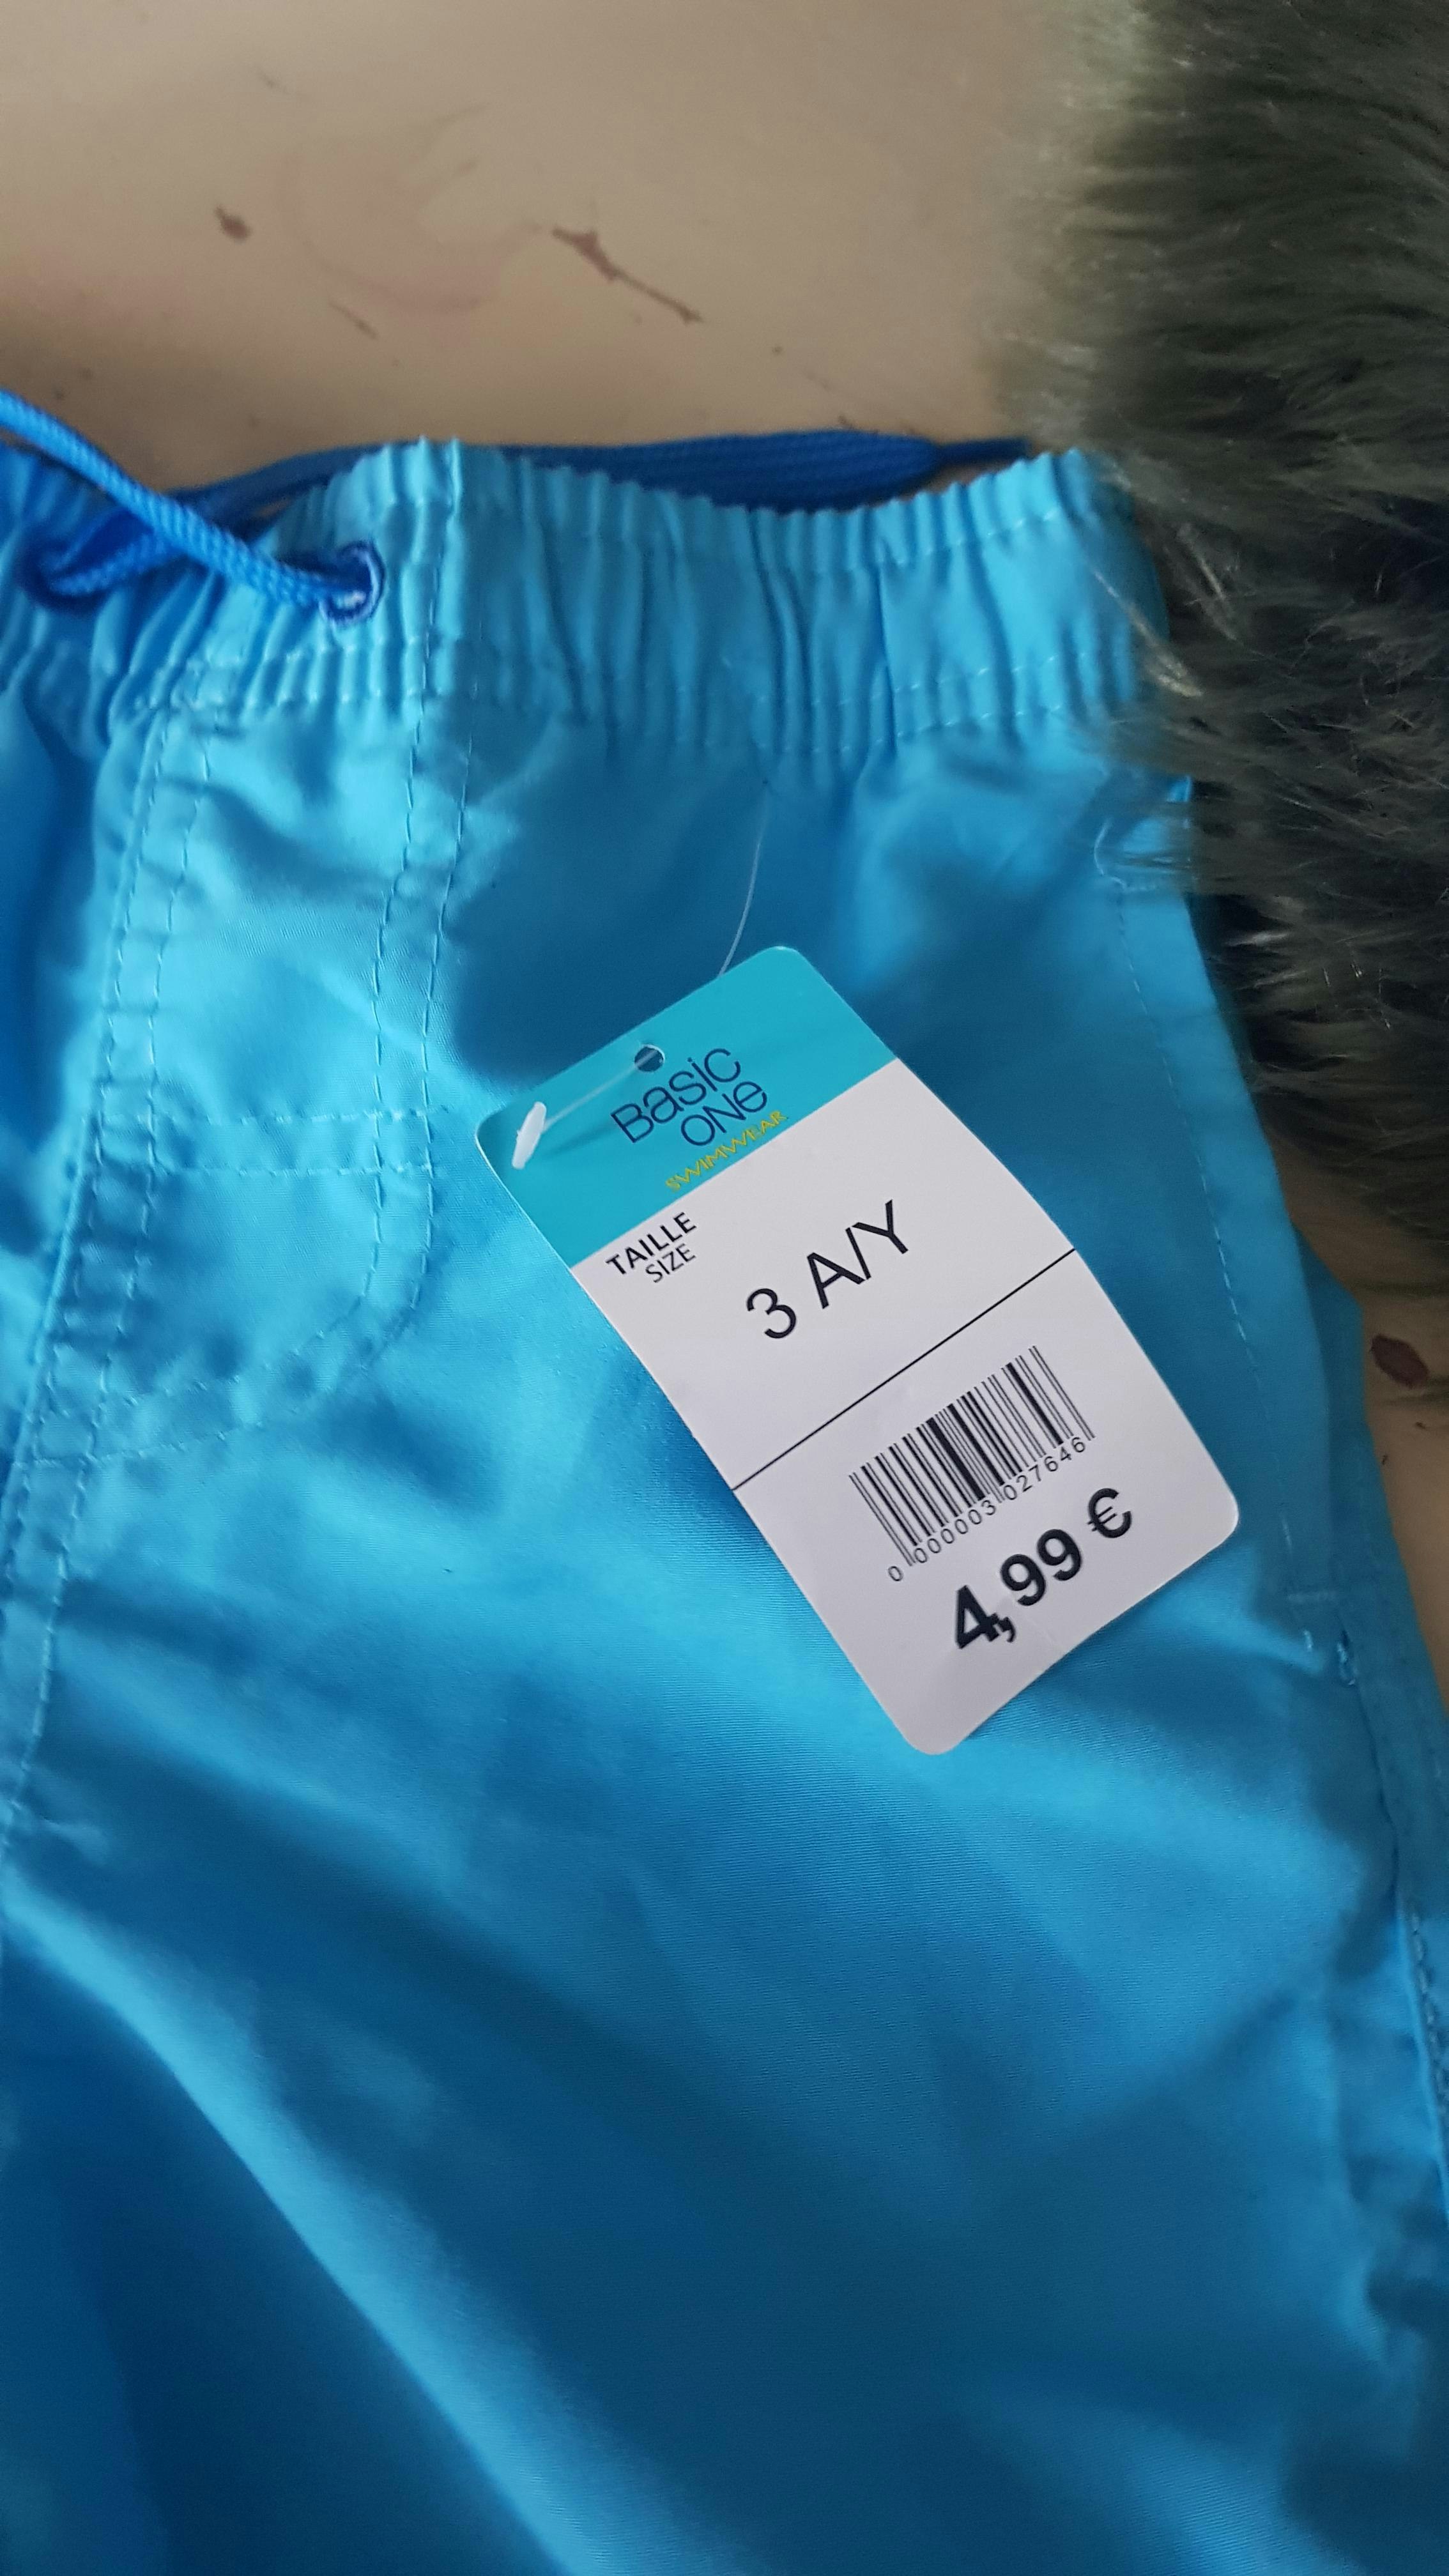 Basic
one
SWIMWEAR
TAILLE
SIZE
3 A/Y
0 000003 027646
4,99 €